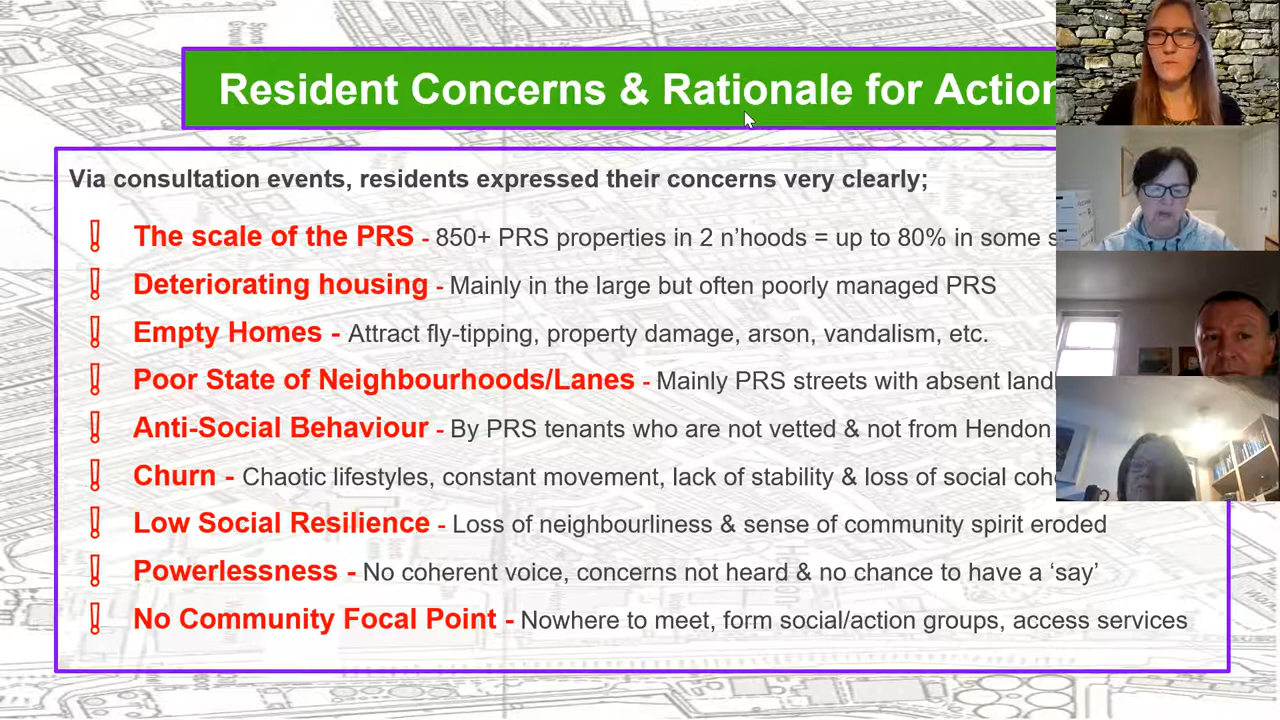 Resident Concerns & Rationale for Action
Via consultation events, residents expressed their concerns very clearly;
The scale of the PRS - 850+ PRS properties in 2 n’hoods = up to 80% in some
Deteriorating housing - Mainly in the large but often poorly managed PRS
Empty Homes - Attract fly-tipping, property damage, arson, vandalism, etc.
Poor State of Neighbourhoods/Lanes - Mainly PRS streets with absent
Anti-Social Behaviour - By PRS tenants who are not vetted & not from Hendon
Churn - Chaotic lifestyles, constant movement, lack of stability & loss of social
Low Social Resilience - Loss of neighbourliness & sense of community spirit eroded
Powerlessness - No coherent voice, concerns not heard & no chance to have a ‘say’
No Community Focal Point - Nowhere to meet, form social/action groups, access services